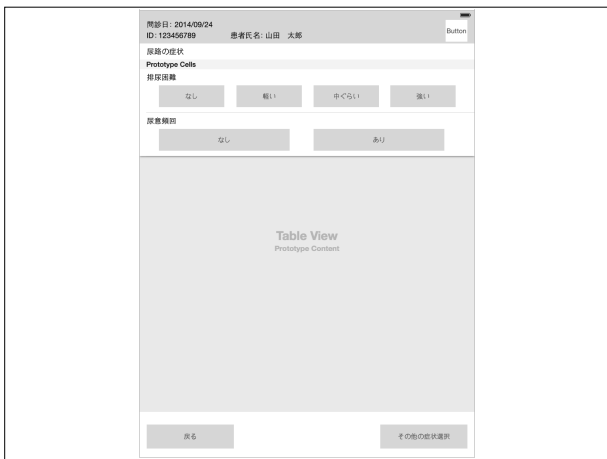 問診日: 2014/09/24
ID: 123456789 患者氏名: 山田 太郎
Button
尿路の症状
Prototype Cells
排尿困難
なし 軽い 中ぐらい 強い
尿意頻回
なし あり
Table View
Prototype Content
戻る その他の症状選択